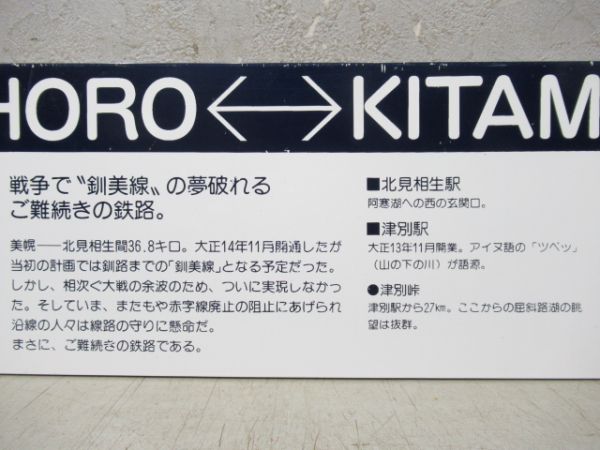 HORO↔KITAM
戦争で〝釧美線〟の夢破れる
ご難続きの鉄路。
美幌――北見相生間36.8キロ。大正14年11月開通したが
当初の計画では釧路までの「釧美線」となる予定だった。
しかし、相次ぐ大戦の余波のため、ついに実現しなかっ
た。そしていま、またもや赤字線廃止の阻止にあげられ
沿線の人々は線路の守りに懸命だ。
まさに、ご難続きの鉄路である。
■北見相生駅
阿寒湖への西の玄関口。
■津別駅
大正13年11月開業。アイヌ語の「ツペッ」
（山の下の川）が語源。
●津別峠
津別駅から27km。ここからの屈斜路湖の眺
望は抜群。